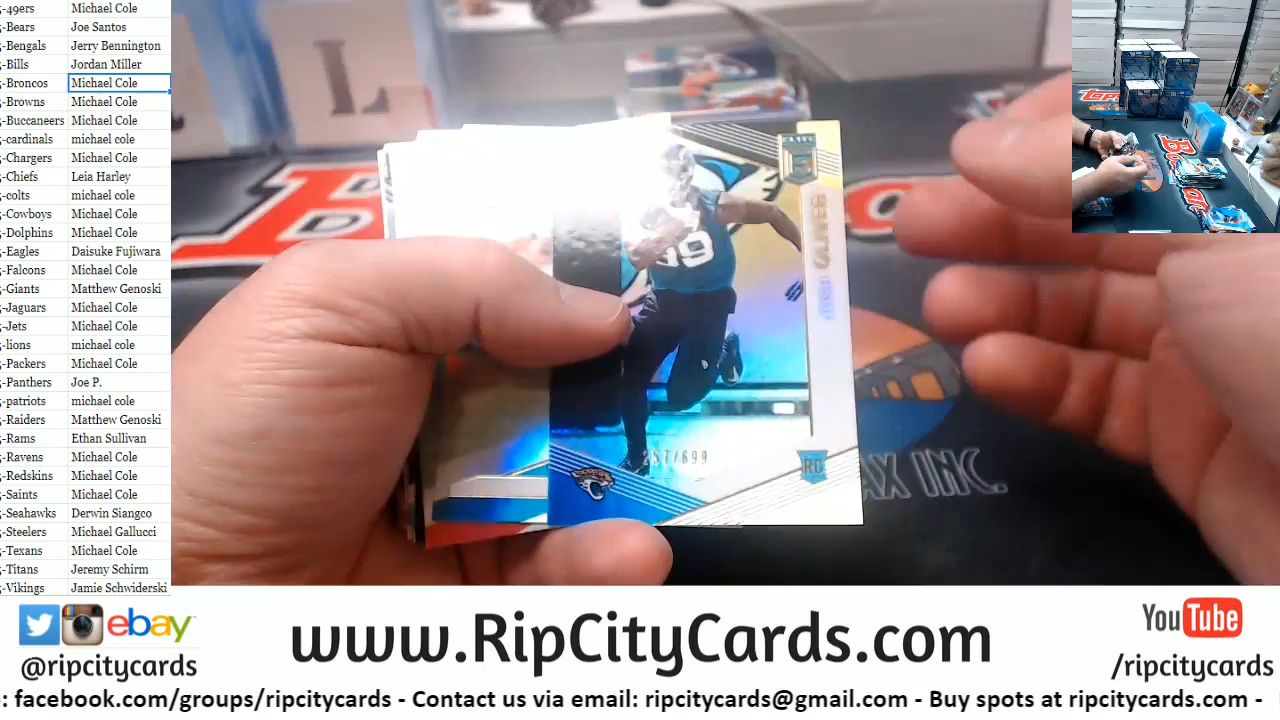 -49ers Michael Cole
-Bears Joe Santos
-Bengals Jerry Bennington
-Bills Jordan Miller
-Broncos Michael Cole
-Browns Michael Cole
-Buccaneers Michael Cole
-cardinals michael cole
-Chargers Michael Cole
-Chiefs Leia Harley
-colts michael cole
-Cowboys Michael Cole
-Dolphins Michael Cole
-Eagles Daisuke Fujiwara
-Falcons Michael Cole
-Giants Matthew Genoski
-Jaguars Michael Cole
-Jets Michael Cole
-lions michael cole
-Packers Michael Cole
-Panthers Joe P.
-patriots michael cole
-Raiders Matthew Genoski
-Rams Ethan Sullivan
-Ravens Michael Cole
-Redskins Michael Cole
-Saints Michael Cole
-Seahawks Derwin Siangco
-Steelers Michael Gallucci
-Texans Michael Cole
-Titans Jeremy Schirm
-Vikings Jamie Schwiderski
L
257/699
RC
AX INC.
ebay
@ripcitycards
www.RipCityCards.com
YouTube
/ripcitycards
: facebook.com/groups/ripcitycards - Contact us via email: ripcitycards@gmail.com - Buy spots at ripcitycards.com -